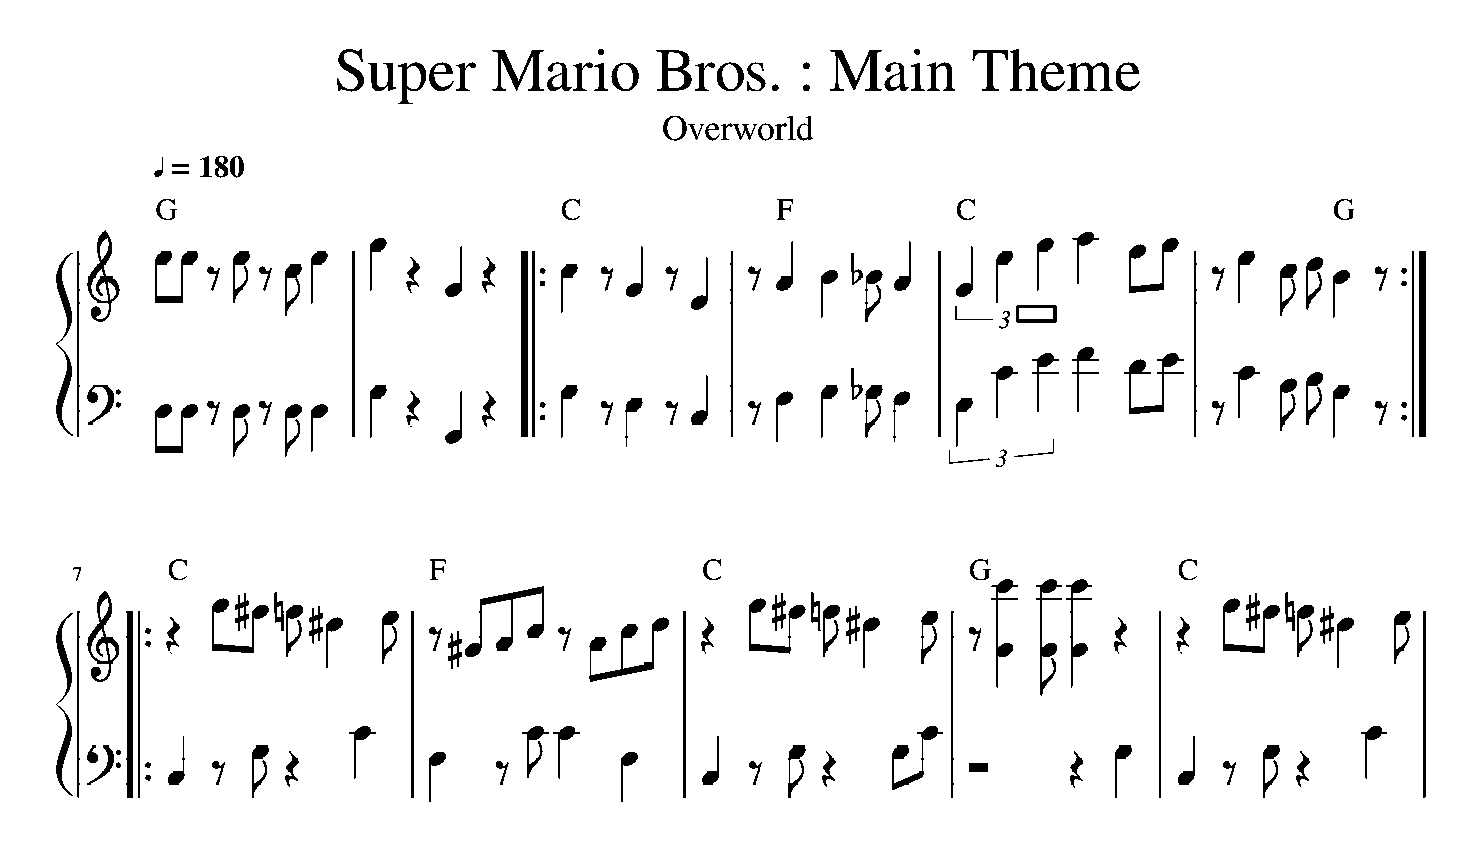 Super Mario Bros. : Main Theme
Overworld
♩ = 180
G C F C G
3
3
7 C F C G C